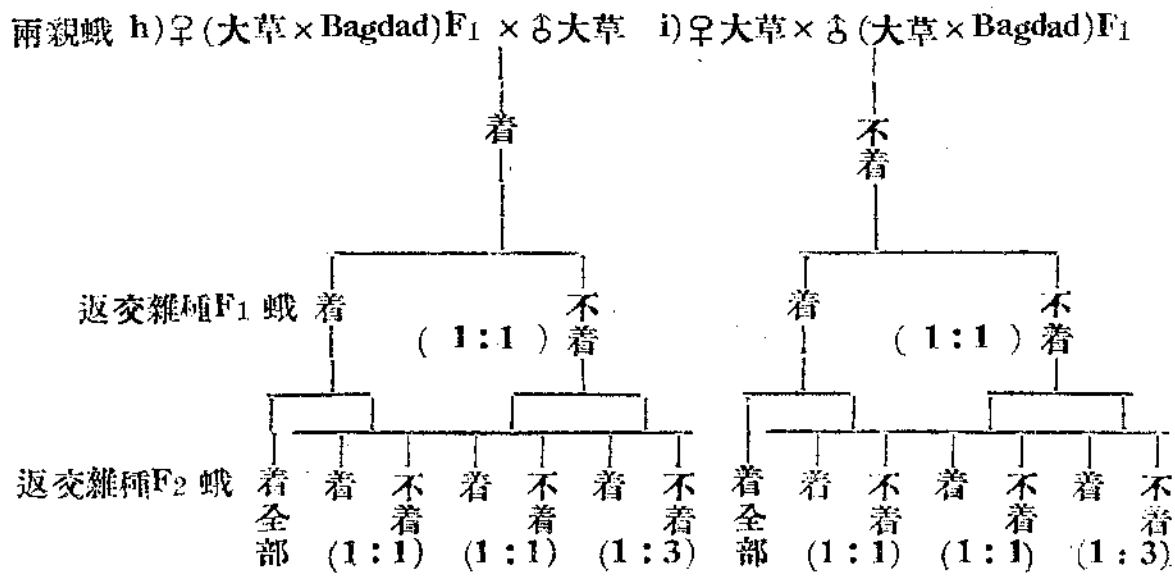 兩親蛾 h)♀(大草×Bagdad)F1 × ♂大草 i)♀大草×♂(大草×Bagdad)F1
着 不着
返交雜種F1 蛾 着 (1:1) 不着 着 (1:1) 不着
返交雜種F2 蛾 着全部 着 不着 着 不着 着 不着 着全部 着 不着 着 不着 着 不着
(1:1) (1:1) (1:3) (1:1) (1:1) (1:3)